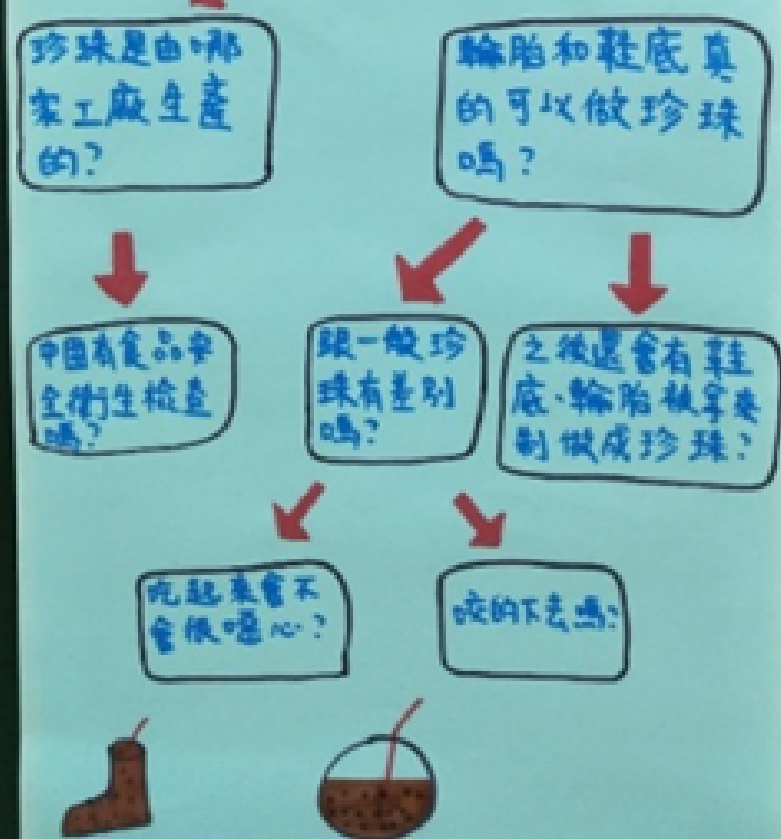 珍珠是由哪
家工廠生產
的?
輪胎和鞋底真
的可以做珍珠
嗎?
中國有食品安
全衛生檢查
嗎?
跟一般珍
珠有差別
嗎?
之後還會有鞋
底、輪胎被拿來
制做成珍珠?
吃起來會不
會很噁心?
咬的下去嗎?